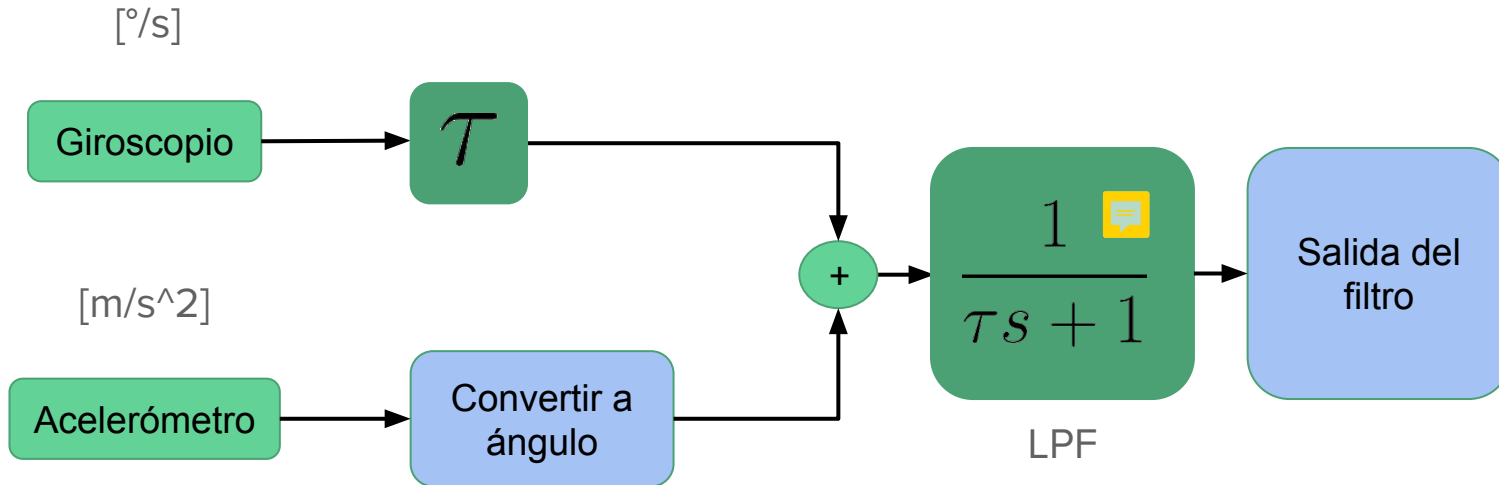 [°/s]
Giroscopio
τ
[m/s^2]
Acelerómetro
Convertir a
ángulo
+
1
τs + 1
LPF
Salida del
filtro